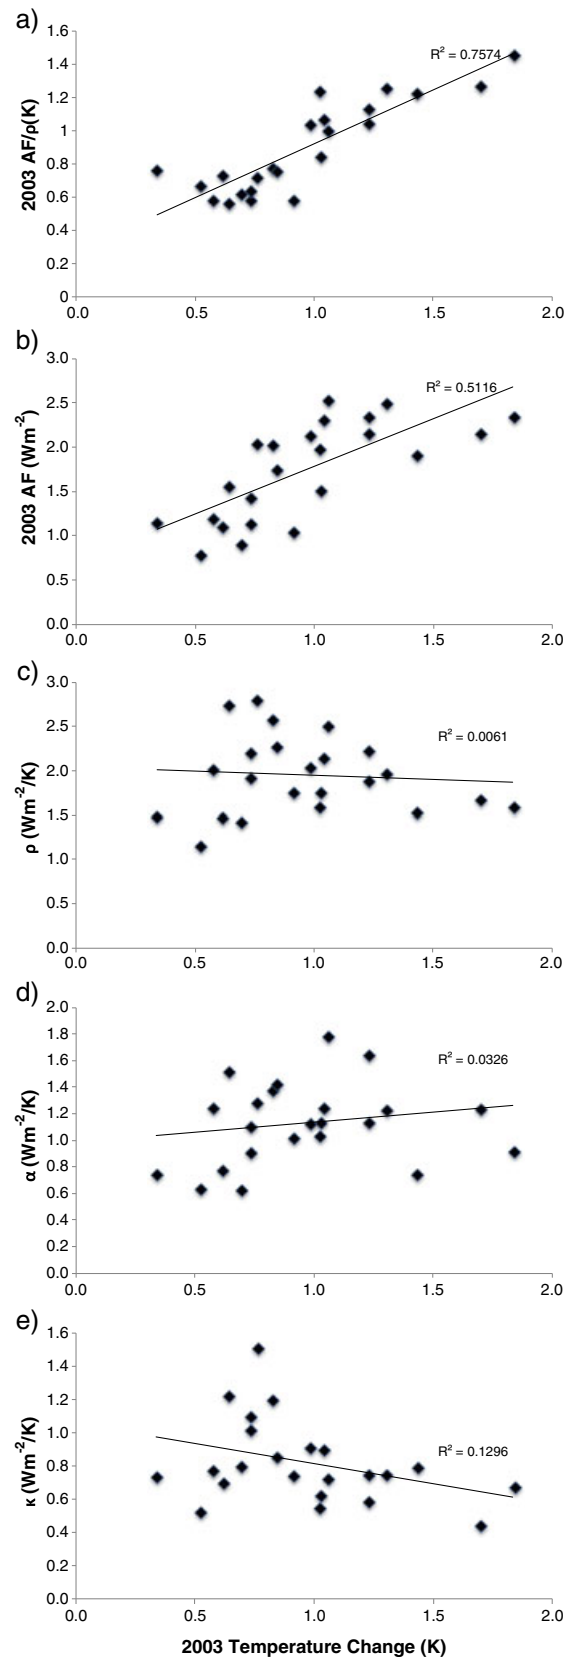 a)
1.6
R² = 0.7574
1.4
1.2
1
0.8
0.6
0.4
0.2
0
2003 AF/ρ(K)
0.0 0.5 1.0 1.5 2.0
b)
3.0
R² = 0.5116
2.5
2.0
1.5
1.0
0.5
0.0
2003 AF (Wm⁻²)
0.0 0.5 1.0 1.5 2.0
c)
3.0
2.5
R² = 0.0061
2.0
1.5
1.0
0.5
0.0
ρ (Wm⁻²/K)
0.0 0.5 1.0 1.5 2.0
d)
2.0
1.8
1.6
R² = 0.0326
1.4
1.2
1.0
0.8
0.6
0.4
0.2
0.0
α (Wm⁻²/K)
0.0 0.5 1.0 1.5 2.0
e)
1.6
1.4
1.2
1.0
R² = 0.1296
0.8
0.6
0.4
0.2
0.0
κ (Wm⁻²/K)
0.0 0.5 1.0 1.5 2.0
2003 Temperature Change (K)